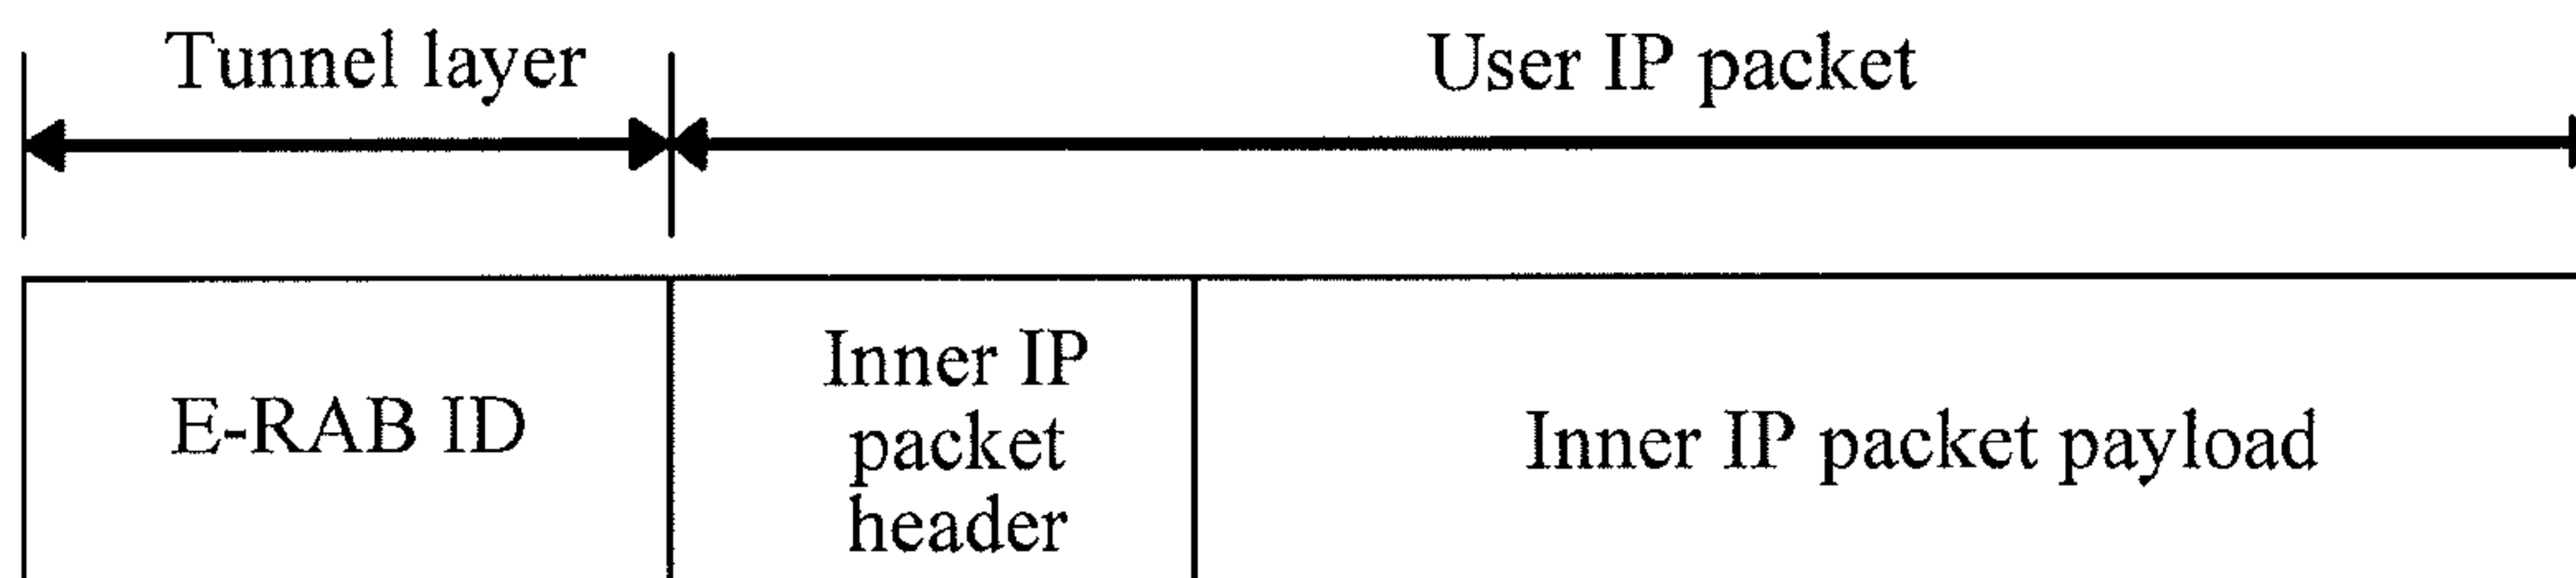 Tunnel layer
User IP packet
E-RAB ID
Inner IP
packet
header
Inner IP packet payload